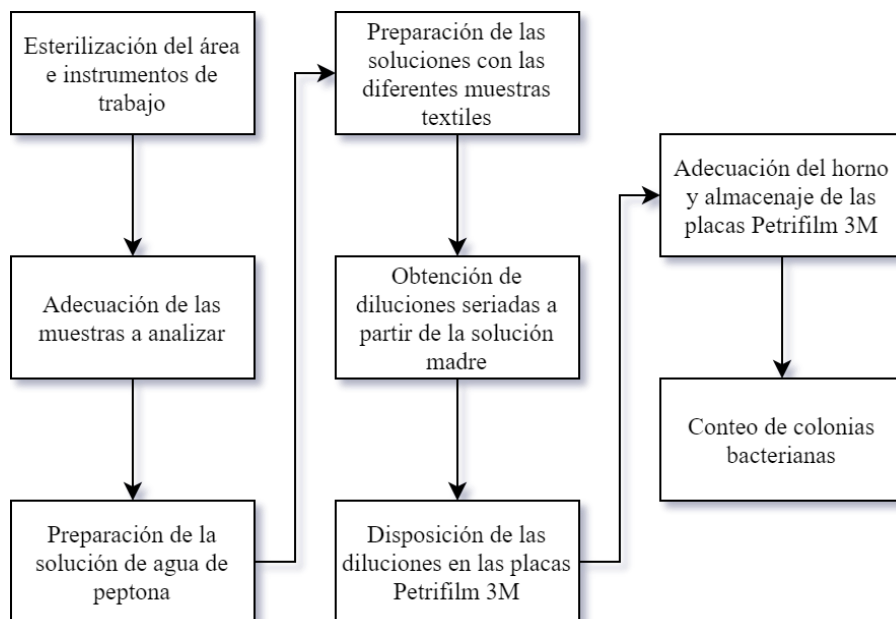 Esterilización del área
e instrumentos de
trabajo
Adecuación de las
muestras a analizar
Preparación de la
solución de agua de
peptona
Preparación de las
soluciones con las
diferentes muestras
textiles
Obtención de
diluciones seriadas a
partir de la solución
madre
Disposición de las
diluciones en las placas
Petrifilm 3M
Adecuación del horno
y almacenaje de las
placas Petrifilm 3M
Conteo de colonias
bacterianas